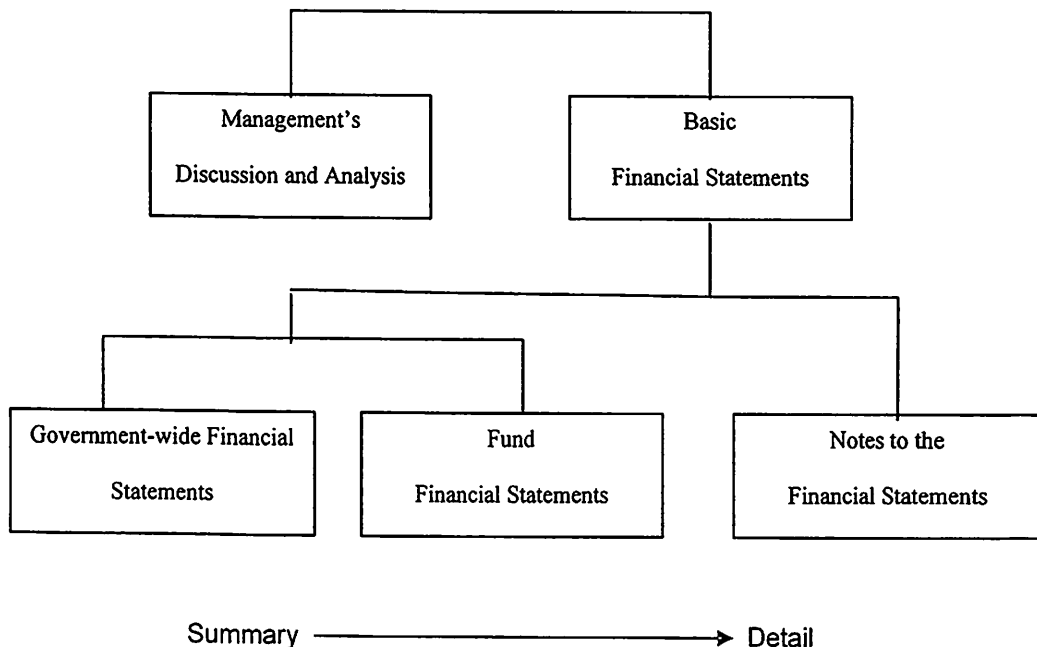 Management's
Discussion and Analysis
Basic
Financial Statements
Government-wide Financial
Statements
Fund
Financial Statements
Notes to the
Financial Statements
Summary
Detail